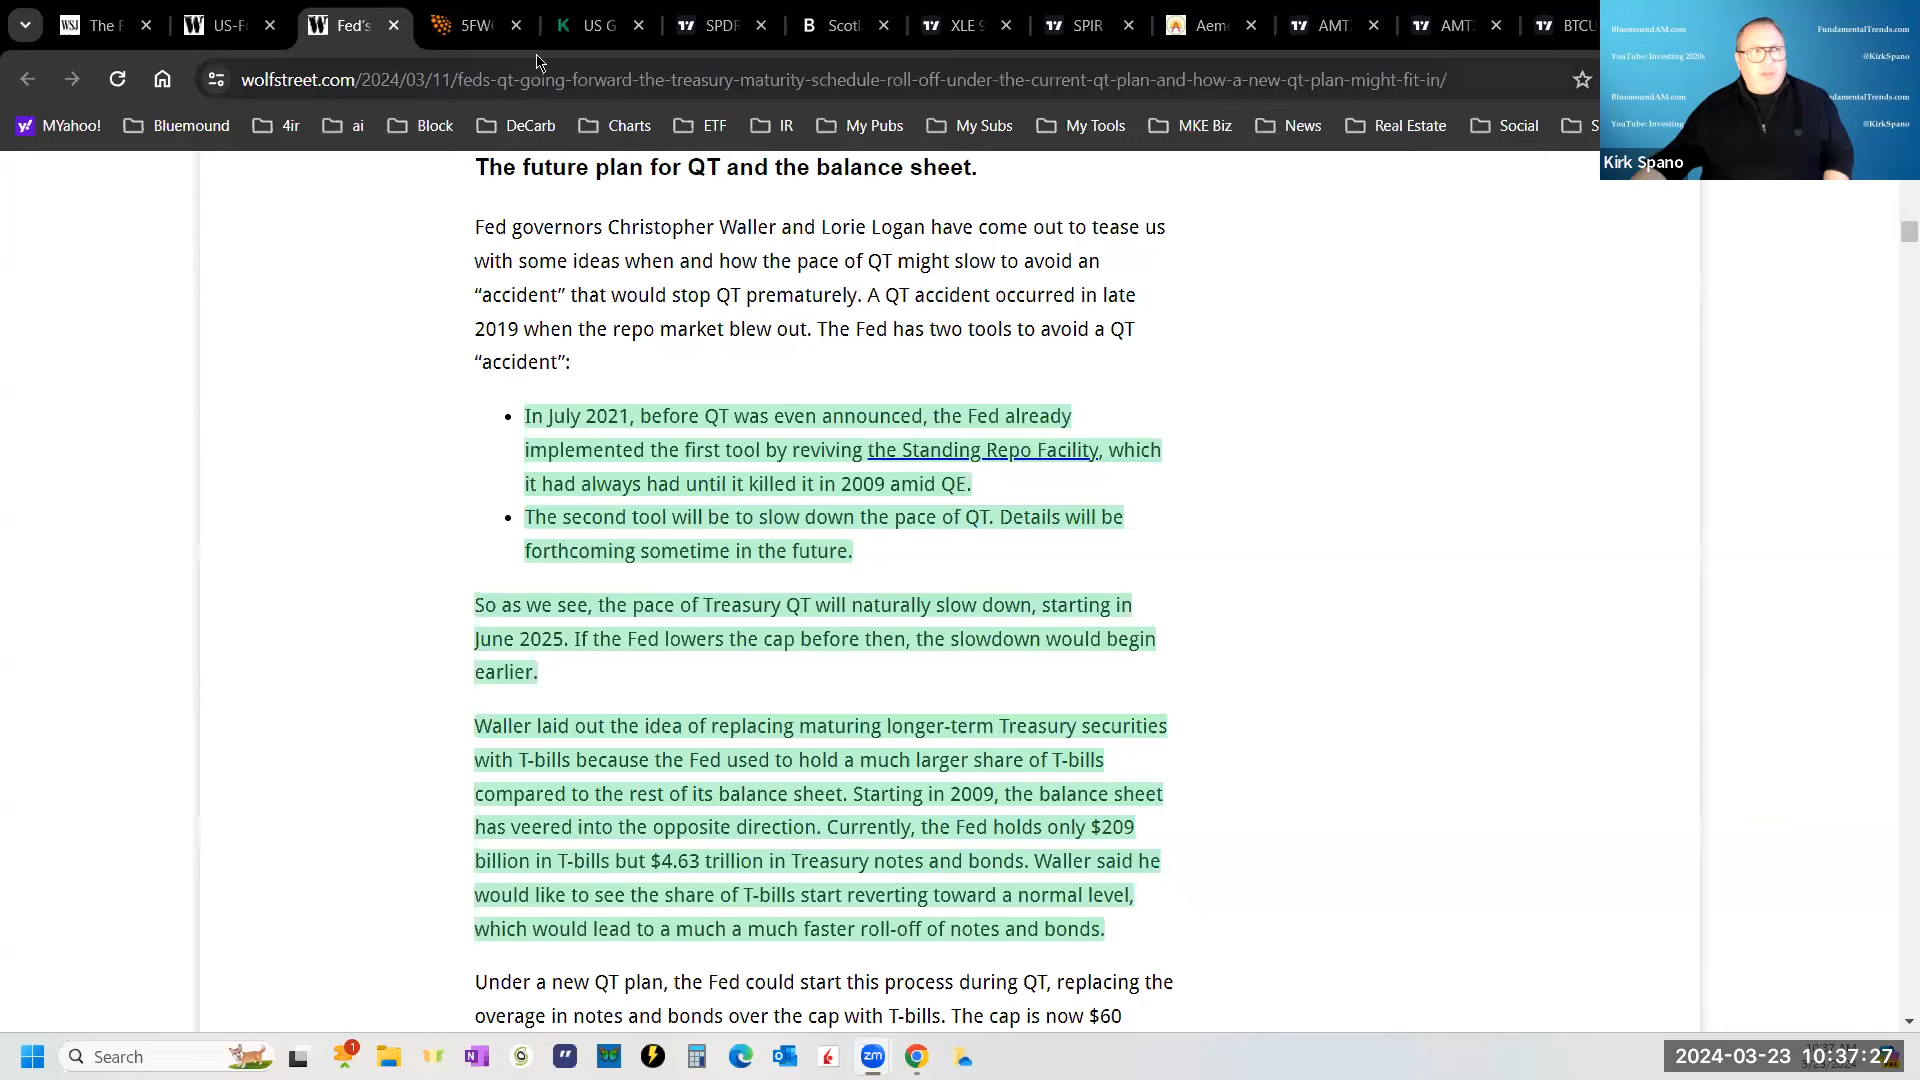 The F
US-F
Fed's
5FW
US G
SPDR
B Scotl
XLE 9
SPIR
Aem
AMT
AMT
BTCU
wolfstreet.com/2024/03/11/feds-qt-going-forward-the-treasury-maturity-schedule-roll-off-under-the-current-qt-plan-and-how-a-new-qt-plan-might-fit-in/
MYahoo!
Bluemound
4ir
ai
Block
DeCarb
Charts
ETF
IR
My Pubs
My Subs
My Tools
MKE Biz
News
Real Estate
Social
S
BluemoundAM.com
FundamentalTrends.com
YouTube: Investing 2020s
@KirkSpano
BluemoundAM.com
YouTube: Investing
@KirkSpano
Kirk Spano
The future plan for QT and the balance sheet.
Fed governors Christopher Waller and Lorie Logan have come out to tease us
with some ideas when and how the pace of QT might slow to avoid an
“accident” that would stop QT prematurely. A QT accident occurred in late
2019 when the repo market blew out. The Fed has two tools to avoid a QT
“accident”:
• In July 2021, before QT was even announced, the Fed already
implemented the first tool by reviving the Standing Repo Facility, which
it had always had until it killed it in 2009 amid QE.
• The second tool will be to slow down the pace of QT. Details will be
forthcoming sometime in the future.
So as we see, the pace of Treasury QT will naturally slow down, starting in
June 2025. If the Fed lowers the cap before then, the slowdown would begin
earlier.
Waller laid out the idea of replacing maturing longer-term Treasury securities
with T-bills because the Fed used to hold a much larger share of T-bills
compared to the rest of its balance sheet. Starting in 2009, the balance sheet
has veered into the opposite direction. Currently, the Fed holds only $209
billion in T-bills but $4.63 trillion in Treasury notes and bonds. Waller said he
would like to see the share of T-bills start reverting toward a normal level,
which would lead to a much a much faster roll-off of notes and bonds.
Under a new QT plan, the Fed could start this process during QT, replacing the
overage in notes and bonds over the cap with T-bills. The cap is now $60
Search
1
zm
2024-03-23 10:37:27